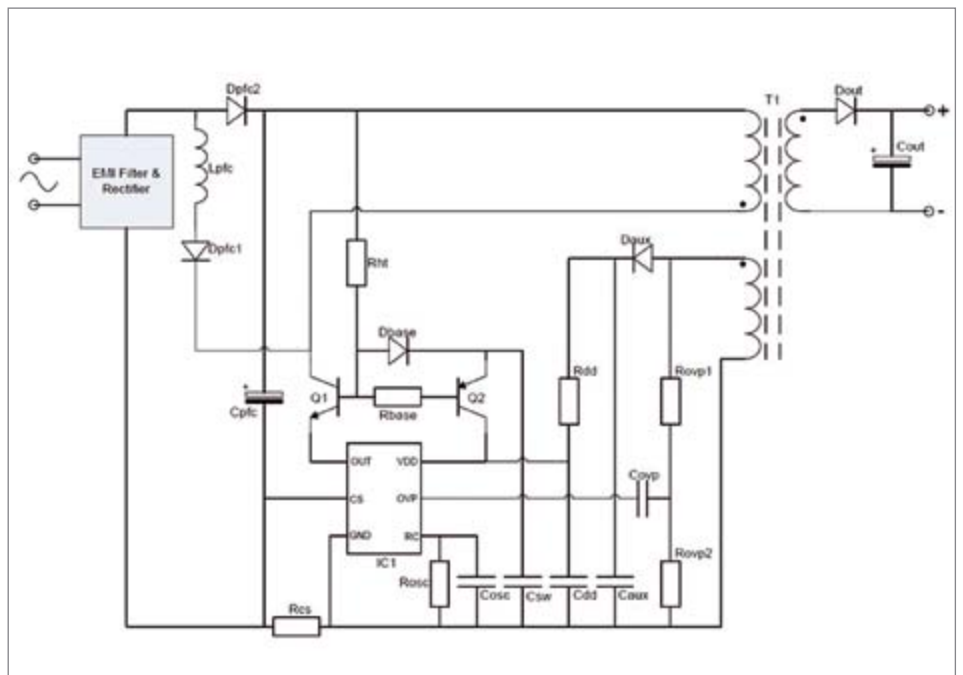 Dpfc2
T1
Dout
+
Lpfc
+
Cout
EMI Filter &
Rectifier
-
Daux
Dpfc1
Rht
Dbase
Rdd
Rovp1
+
Cpfc
Q1
Rbase
Q2
OUT
VDD
Covp
CS
OVP
GND
RC
IC1
Rovp2
Rosc
Cosc
Csw
Cdd
Caux
Rcs